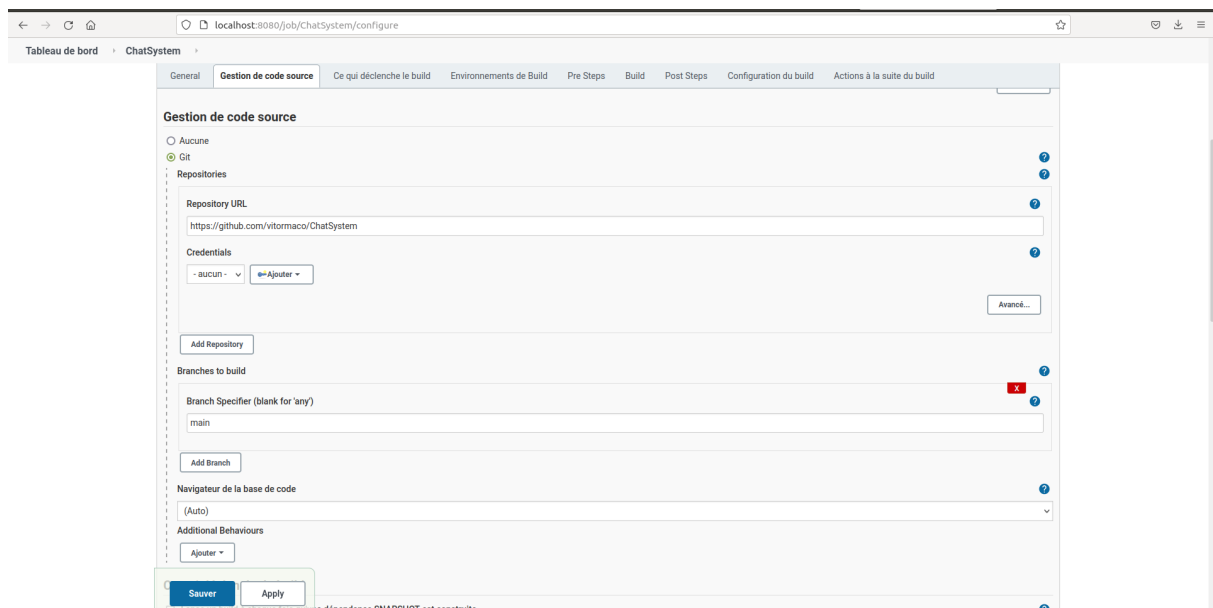 localhost:8080/job/ChatSystem/configure
Tableau de bord
ChatSystem
General
Gestion de code source
Ce qui déclenche le build
Environnements de Build
Pre Steps
Build
Post Steps
Configuration du build
Actions à la suite du build
Gestion de code source
Aucune
Git
?
Repositories
?
Repository URL
?
https://github.com/vitormaco/ChatSystem
Credentials
?
- aucun -
Ajouter
Avancé...
Add Repository
Branches to build
?
X
Branch Specifier (blank for 'any')
?
main
Add Branch
Navigateur de la base de code
?
(Auto)
Additional Behaviours
Ajouter
Sauver
Apply
dépendance SNAPSHOT est construite
?